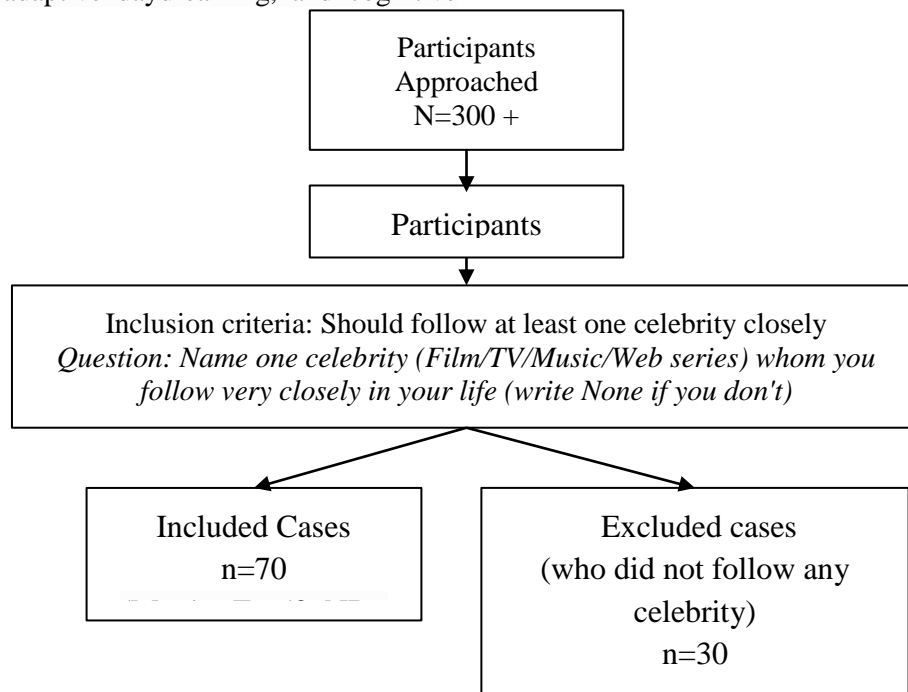 daydreaming,
Participants
Approached
N=300 +
Participants
Inclusion criteria: Should follow at least one celebrity closely
Question: Name one celebrity (Film/TV/Music/Web series) whom you
follow very closely in your life (write None if you don't)
Included Cases
n=70
Excluded cases
(who did not follow any
celebrity)
n=30